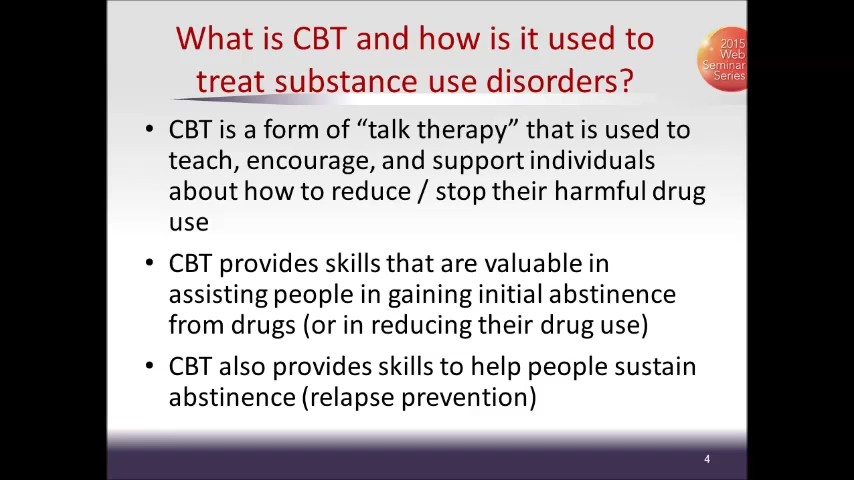 What is CBT and how is it used to
treat substance use disorders?
2015
Web
Seminar
Series
• CBT is a form of “talk therapy” that is used to
teach, encourage, and support individuals
about how to reduce / stop their harmful drug
use
• CBT provides skills that are valuable in
assisting people in gaining initial abstinence
from drugs (or in reducing their drug use)
• CBT also provides skills to help people sustain
abstinence (relapse prevention)
4